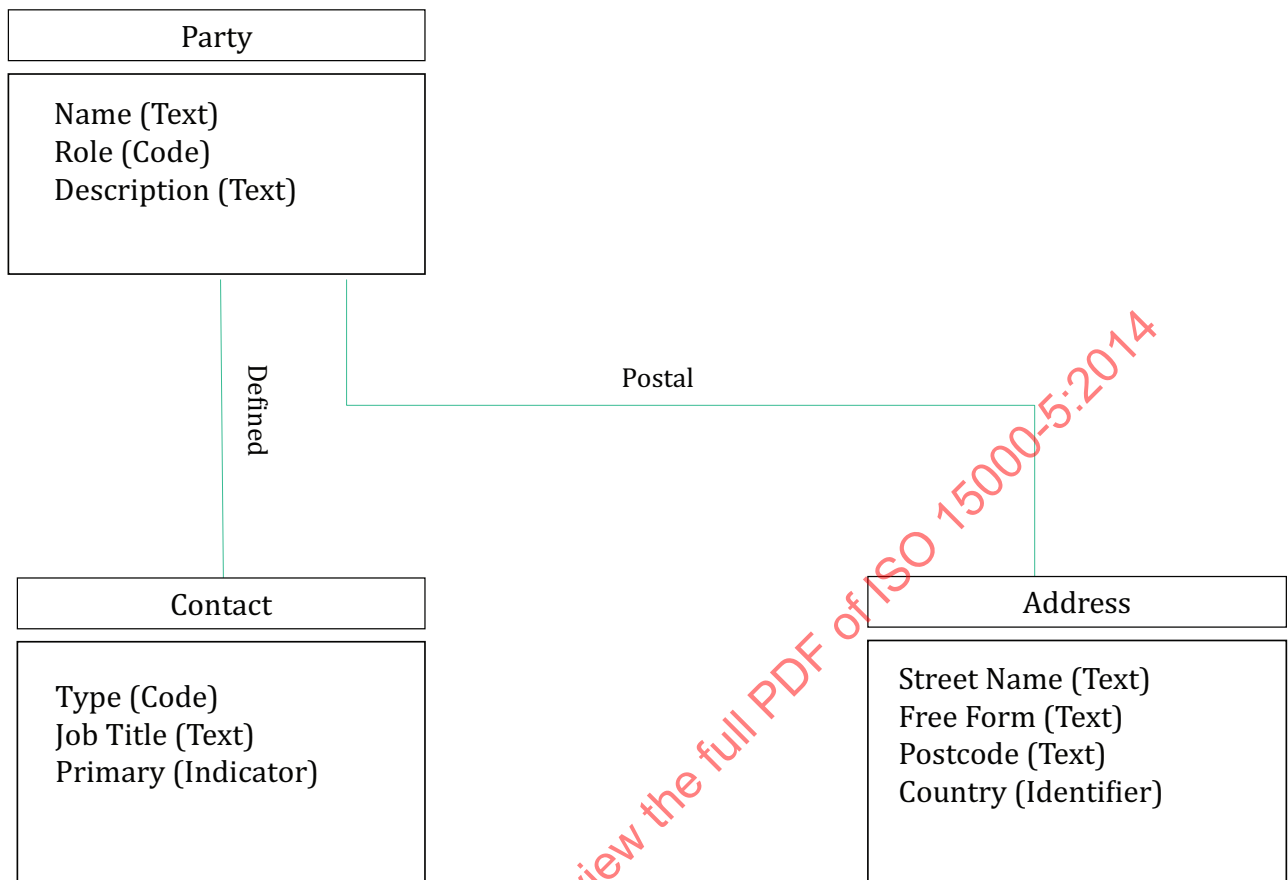 Party
Name (Text)
Role (Code)
Description (Text)
Defined
Postal
Contact
Type (Code)
Job Title (Text)
Primary (Indicator)
Address
Street Name (Text)
Free Form (Text)
Postcode (Text)
Country (Identifier)
view the full PDF of ISO 15000-5:2014